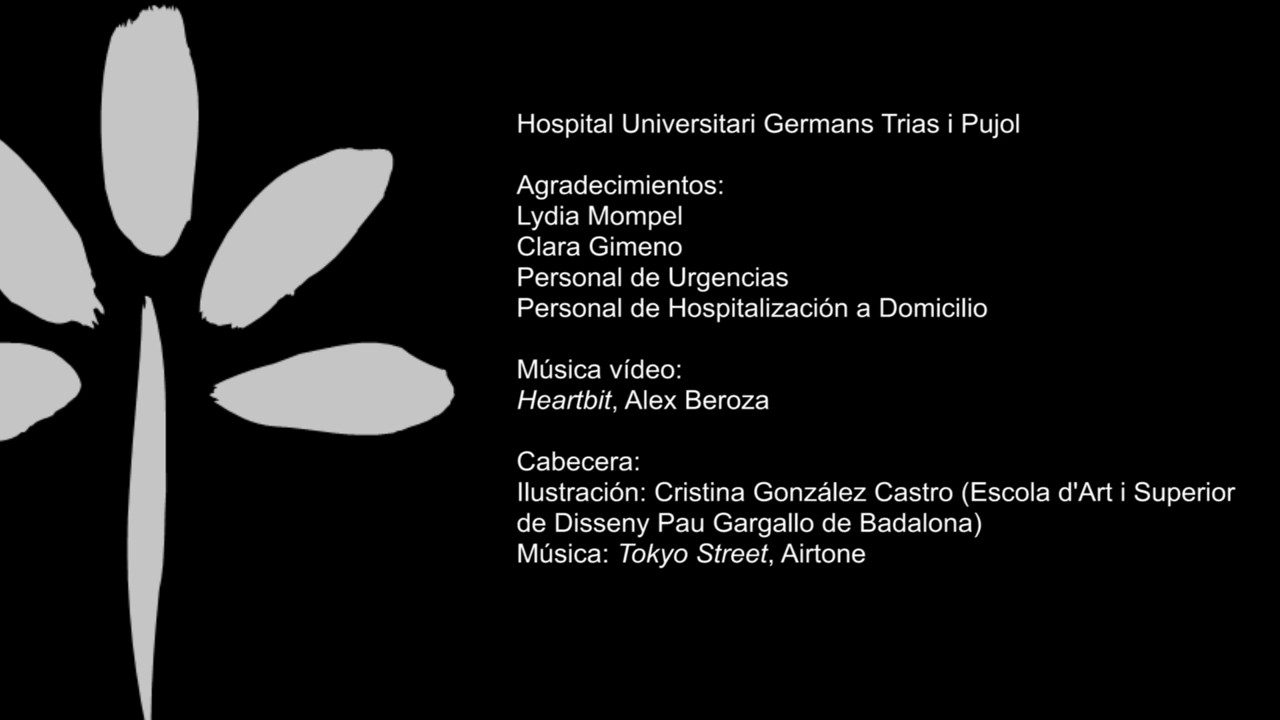 Hospital Universitari Germans Trias i Pujol
Agradecimientos:
Lydia Mompel
Clara Gimeno
Personal de Urgencias
Personal de Hospitalización a Domicilio
Música vídeo:
Heartbit, Alex Beroza
Cabecera:
Ilustración: Cristina González Castro (Escola d'Art i Superior
de Disseny Pau Gargallo de Badalona)
Música: Tokyo Street, Airtone